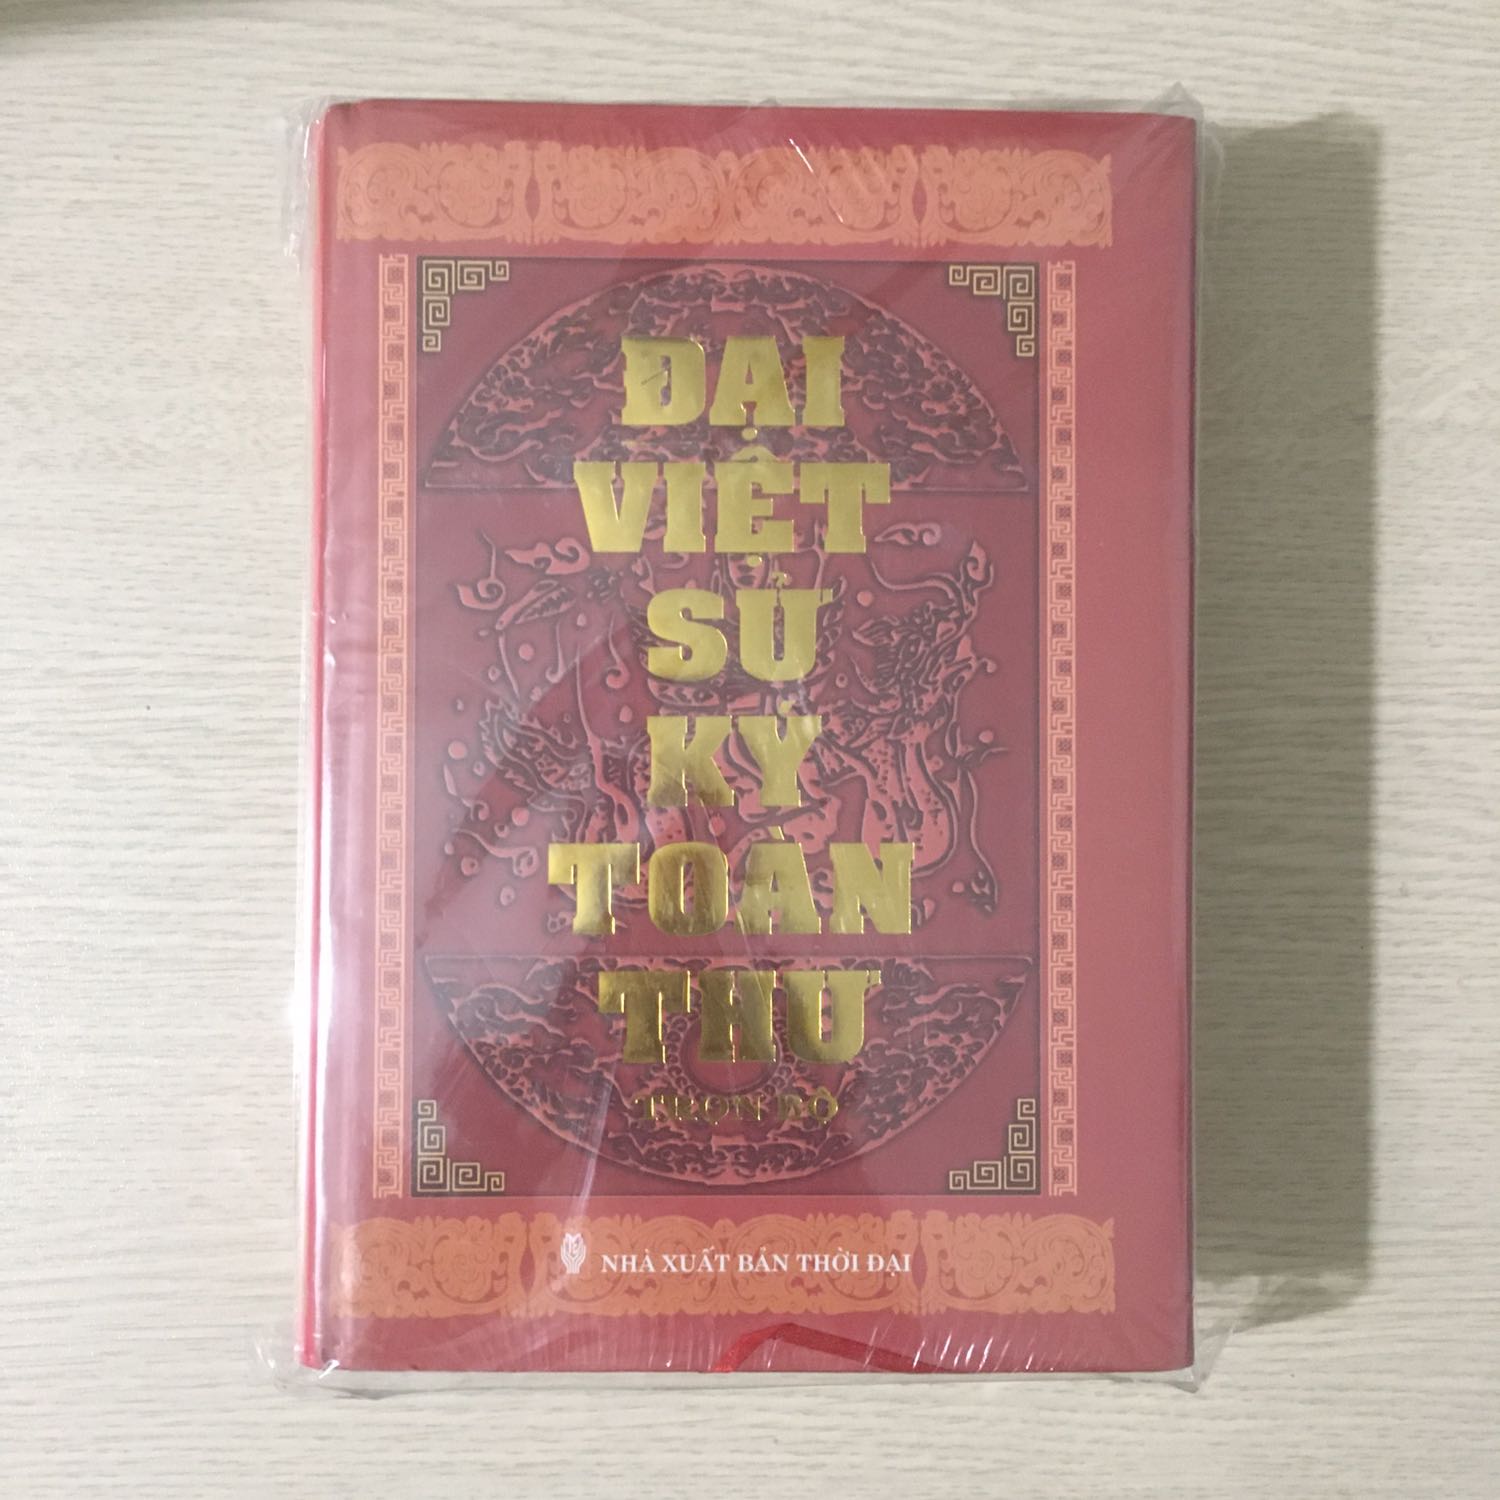 ĐẠI
VIỆT
SỬ
KÝ
TOÀN
THƯ
TRỌN BỘ
NHÀ XUẤT BẢN THỜI ĐẠI